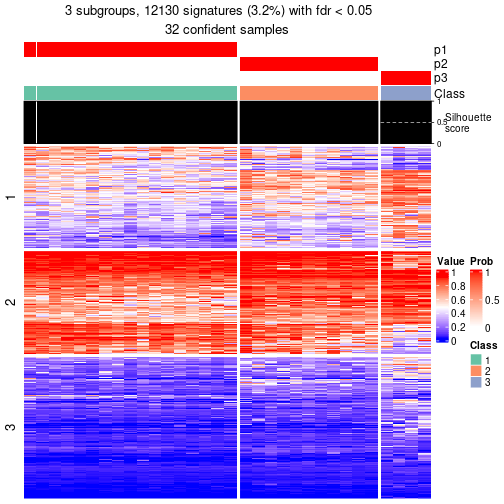 3 subgroups, 12130 signatures (3.2%) with fdr < 0.05
32 confident samples
p1
p2
p3
Class
1
0.5
0
Silhouette
score
1
2
3
Value
1
0.8
0.6
0.4
0.2
0
Prob
1
0.5
0
Class
1
2
3